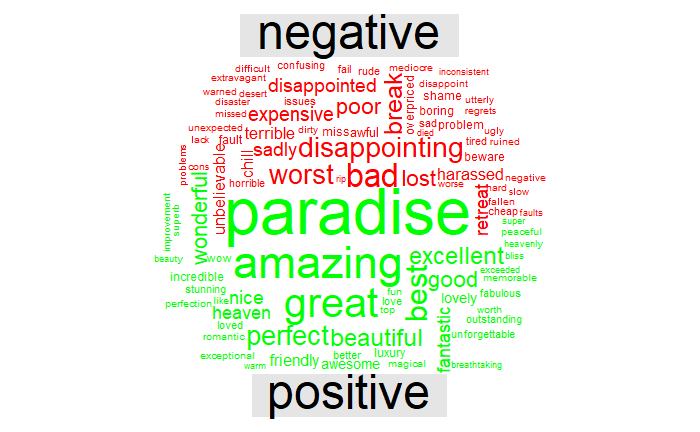 negative
difficult confusing fail rude mediocre inconsistent
extravagant disappointed break overpriced disappoint
warned desert issues poor shame utterly
disaster expensive boring regrets
missed terrible dirty miss awful sad problem ugly
unexpected died
lack fault sadly disappointing tired ruined
problems cons unbelievable chill worst rip bad lost harassed beware
horrible worse negative
hard slow
retreat fallen
cheap faults
improvement superb wonderful paradise super
peaceful
heavenly
beauty wow amazing excellent bliss
incredible best good exceeded
stunning memorable
perfection like nice great fun love lovely fabulous
heaven top worth
loved fantastic outstanding
romantic perfect beautiful unforgettable
exceptional friendly better luxury
warm awesome magical breathtaking
positive